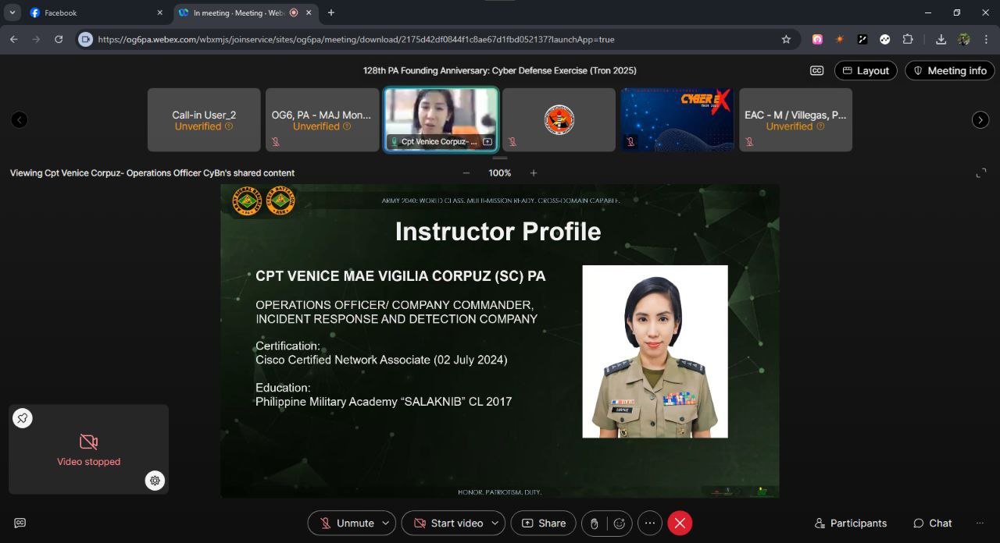 Facebook
In meeting · Meeting · Web
https://og6pa.webex.com/wbxmjs/joinservice/sites/og6pa/meeting/download/2175d42df0844f1c8ae67d1fbd052137?launchApp=true
128th PA Founding Anniversary: Cyber Defense Exercise (Tron 2025)
CC
Layout
Meeting info
Call-in User_2
Unverified
OG6, PA - MAJ Mon...
Unverified
Cpt Venice Corpuz- ...
CYBER EX
EAC - M / Villegas, P...
Unverified
Viewing Cpt Venice Corpuz- Operations Officer CyBn's shared content
100%
ARMY 2040: WORLD CLASS. MULTI-MISSION READY. CROSS-DOMAIN CAPABLE.
Instructor Profile
CPT VENICE MAE VIGILIA CORPUZ (SC) PA
OPERATIONS OFFICER/ COMPANY COMMANDER,
INCIDENT RESPONSE AND DETECTION COMPANY
Certification:
Cisco Certified Network Associate (02 July 2024)
Education:
Philippine Military Academy “SALAKNIB” CL 2017
CORPUZ
HONOR. PATRIOTISM. DUTY.
Video stopped
CC
Unmute
Start video
Share
Participants
Chat